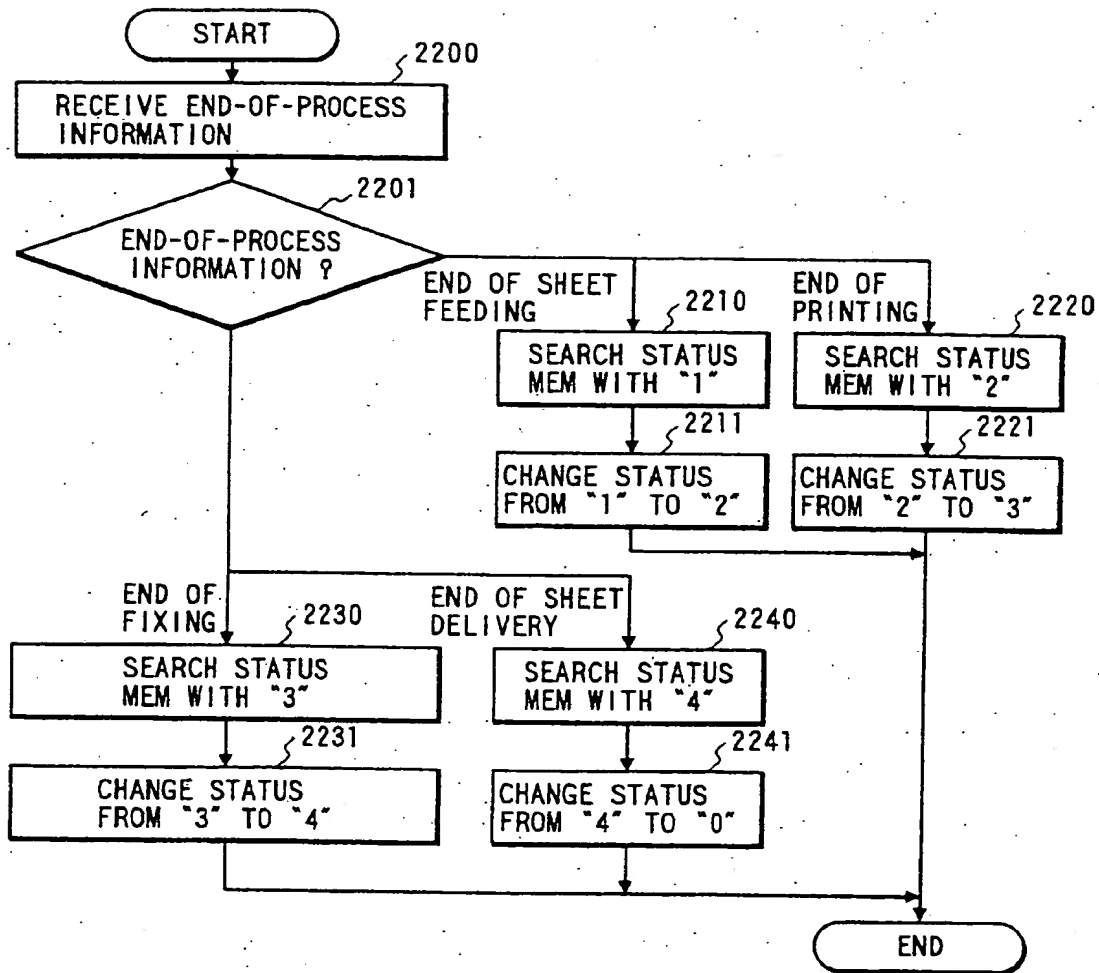 START
2200
RECEIVE END-OF-PROCESS
INFORMATION
2201
END-OF-PROCESS
INFORMATION ?
END OF SHEET
FEEDING
2210
END OF
PRINTING
2220
SEARCH STATUS
MEM WITH "1"
SEARCH STATUS
MEM WITH "2"
2211
2221
CHANGE STATUS
FROM "1" TO "2"
CHANGE STATUS
FROM "2" TO "3"
END OF
FIXING
2230
END OF SHEET
DELIVERY
2240
SEARCH STATUS
MEM WITH "3"
SEARCH STATUS
MEM WITH "4"
2231
2241
CHANGE STATUS
FROM "3" TO "4"
CHANGE STATUS
FROM "4" TO "0"
END